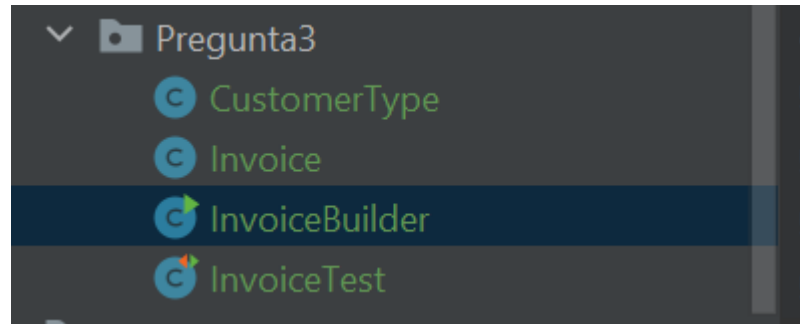 Pregunta3
C CustomerType
C Invoice
C InvoiceBuilder
C InvoiceTest